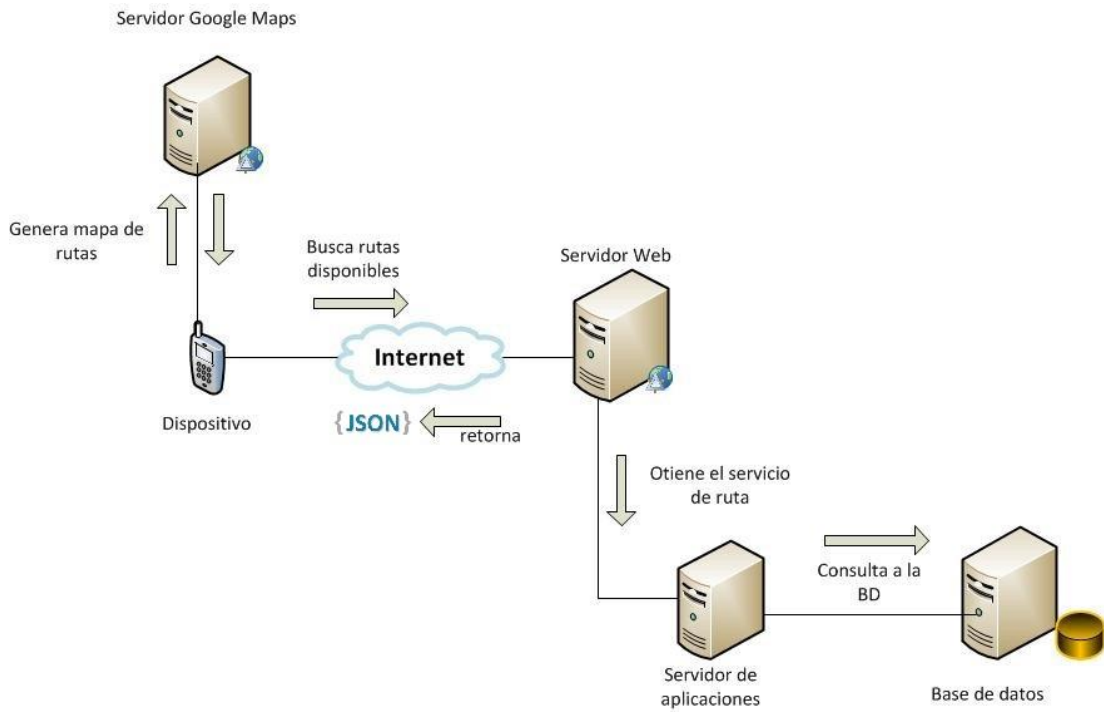 Servidor Google Maps
Genera mapa de
rutas
Busca rutas
disponibles
Servidor Web
Internet
Dispositivo
{JSON}
retorna
Otiene el servicio
de ruta
Consulta a la
BD
Servidor de
aplicaciones
Base de datos